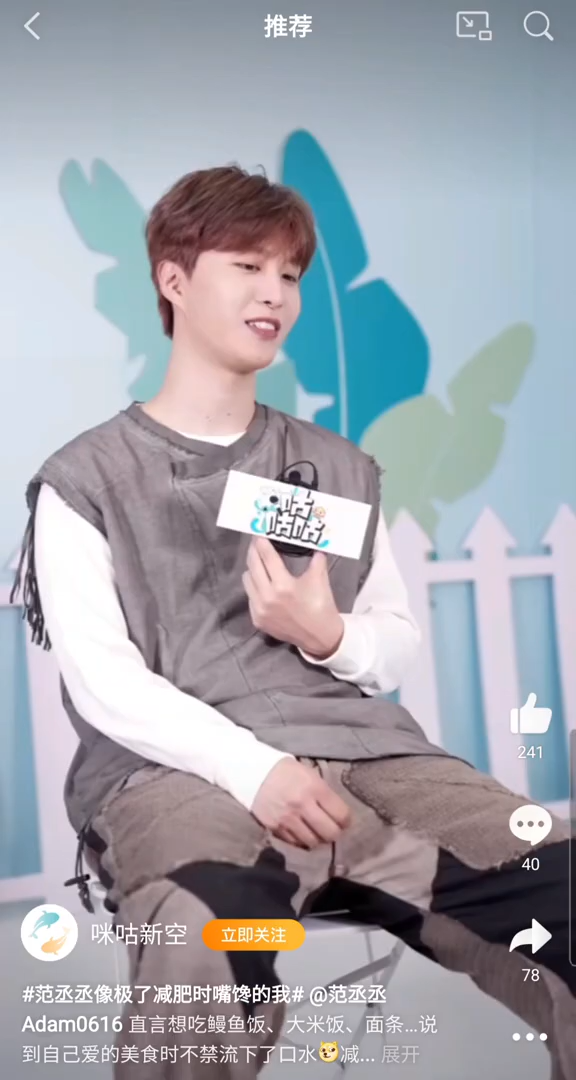 推荐
咕
咕咕
241
40
78
咪咕新空
立即关注
#范丞丞像极了减肥时嘴馋的我# @范丞丞
Adam0616 直言想吃鳗鱼饭、大米饭、面条...说
到自己爱的美食时不禁流下了口水减... 展开